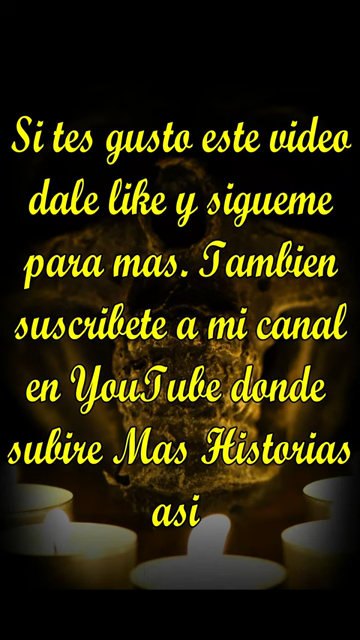 Si tes gusto este video
dale like y sigueme
para mas. Tambien
suscribete a mi canal
en YouTube donde
subire Mas Historias
asi